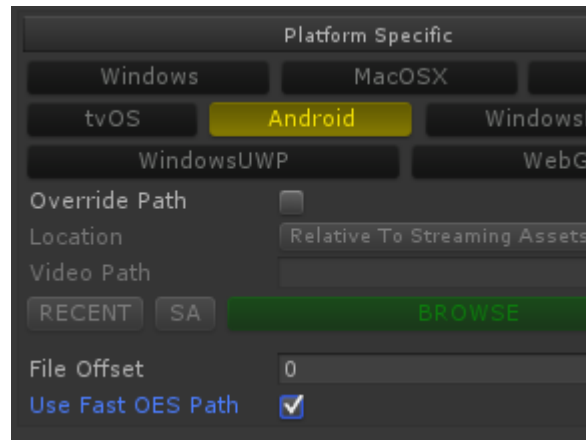 Platform Specific
Windows MacOSX
tvOS Android Windows
WindowsUWP WebG
Override Path
Location Relative To Streaming Assets
Video Path
RECENT SA BROWSE
File Offset 0
Use Fast OES Path